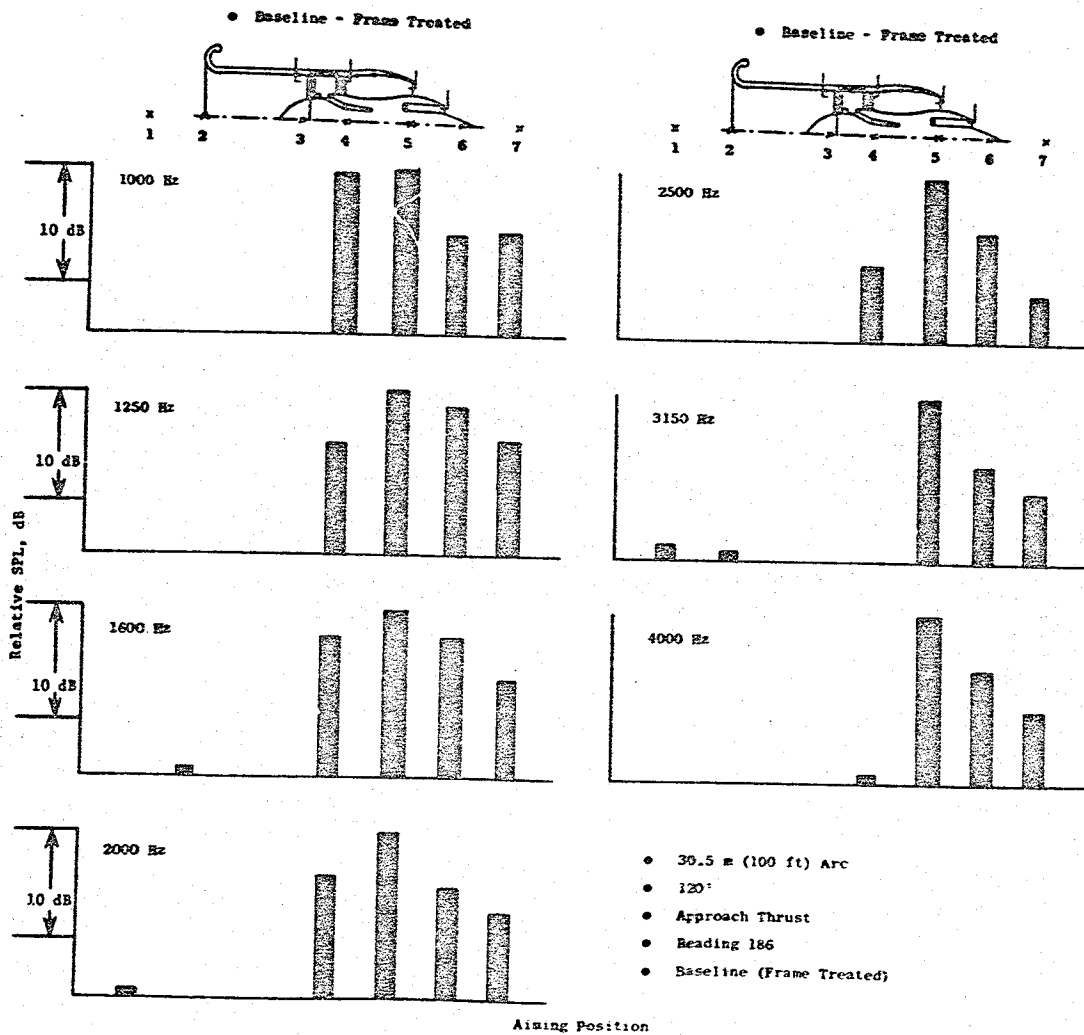 • Baseline - Frame Treated
• Baseline - Frame Treated
x 1 2 3 4 5 6 x 7
x 1 2 3 4 5 6 x 7
1000 Hz
10 dB
2500 Hz
1250 Hz
10 dB
3150 Hz
Relative SPL, dB
1600 Hz
10 dB
4000 Hz
2000 Hz
10 dB
• 30.5 m (100 ft) Arc
• 120°
• Approach Thrust
• Reading 186
• Baseline (Frame Treated)
Aiming Position